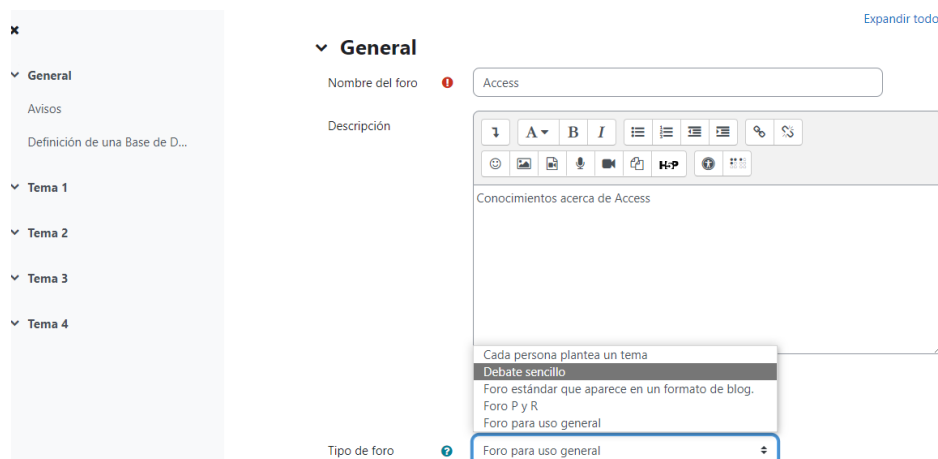 Expandir todo
General
General
Nombre del foro
Access
Avisos
Descripción
Definición de una Base de D...
A B I
H-P
Tema 1
Conocimientos acerca de Access
Tema 2
Tema 3
Tema 4
Cada persona plantea un tema
Debate sencillo
Foro estándar que aparece en un formato de blog.
Foro P y R
Foro para uso general
Tipo de foro
Foro para uso general